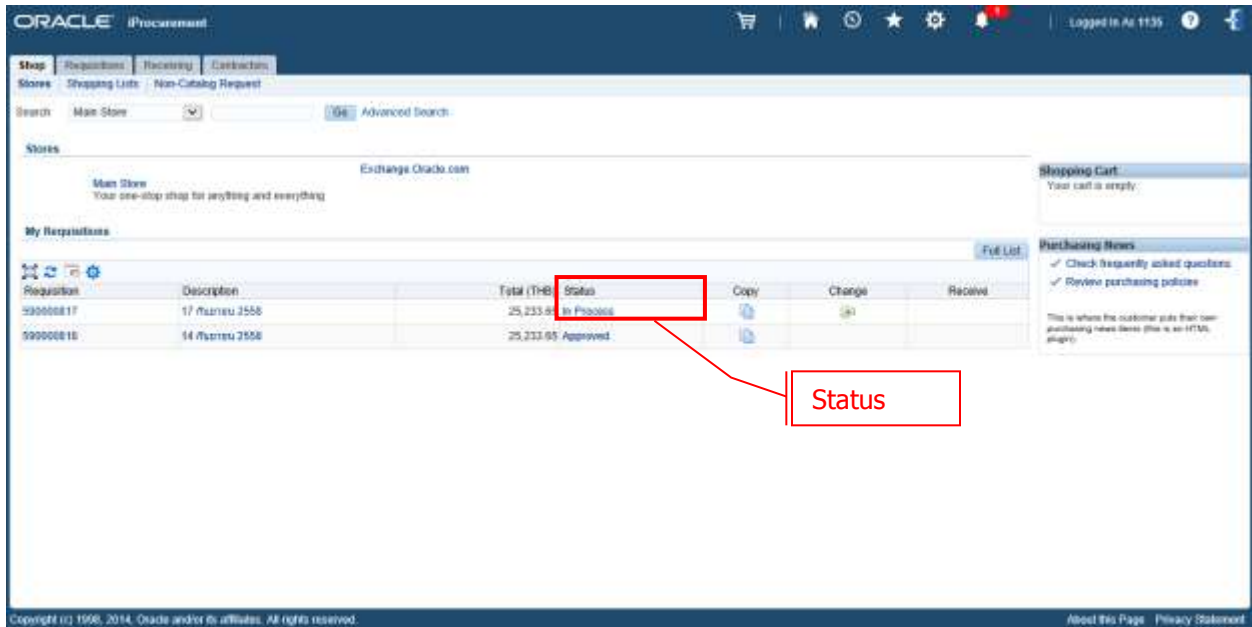 ORACLE iProcurement
Logged In As 1135
Shop Requisitions Receiving Contractors
Stores Shopping Lists Non-Catalog Request
Search Main Store Go Advanced Search
Stores
Exchange.Oracle.com
Main Store
Your one-stop shop for anything and everything
Shopping Cart
Your cart is empty.
My Requisitions
Full List
Purchasing News
Check frequently asked questions
Review purchasing policies
This is where the customer puts their own
purchasing news items (this is an HTML
plugin).
Requisition Description Total (THB) Status Copy Change Receive
590000817 17 กันยายน 2558 25,233.65 In Process
590000816 14 กันยายน 2558 25,233.65 Approved
Status
Copyright (c) 1998, 2014, Oracle and/or its affiliates. All rights reserved.
About this Page Privacy Statement